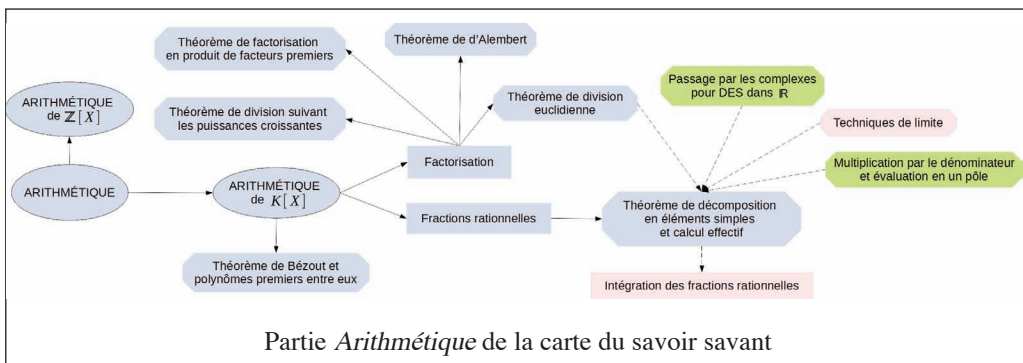 Théorème de factorisation
en produit de facteurs premiers
Théorème de d'Alembert
Passage par les complexes
pour DES dans ℝ
ARITHMÉTIQUE
de ℤ[X]
Théorème de division suivant
les puissances croissantes
Théorème de division
euclidienne
Techniques de limite
Factorisation
Multiplication par le dénominateur
et évaluation en un pôle
ARITHMÉTIQUE
ARITHMÉTIQUE
de K[X]
Fractions rationnelles
Théorème de décomposition
en éléments simples
et calcul effectif
Théorème de Bézout et
polynômes premiers entre eux
Intégration des fractions rationnelles
Partie Arithmétique de la carte du savoir savant